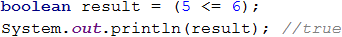 boolean result = (5 <= 6);
System.out.println(result); //true